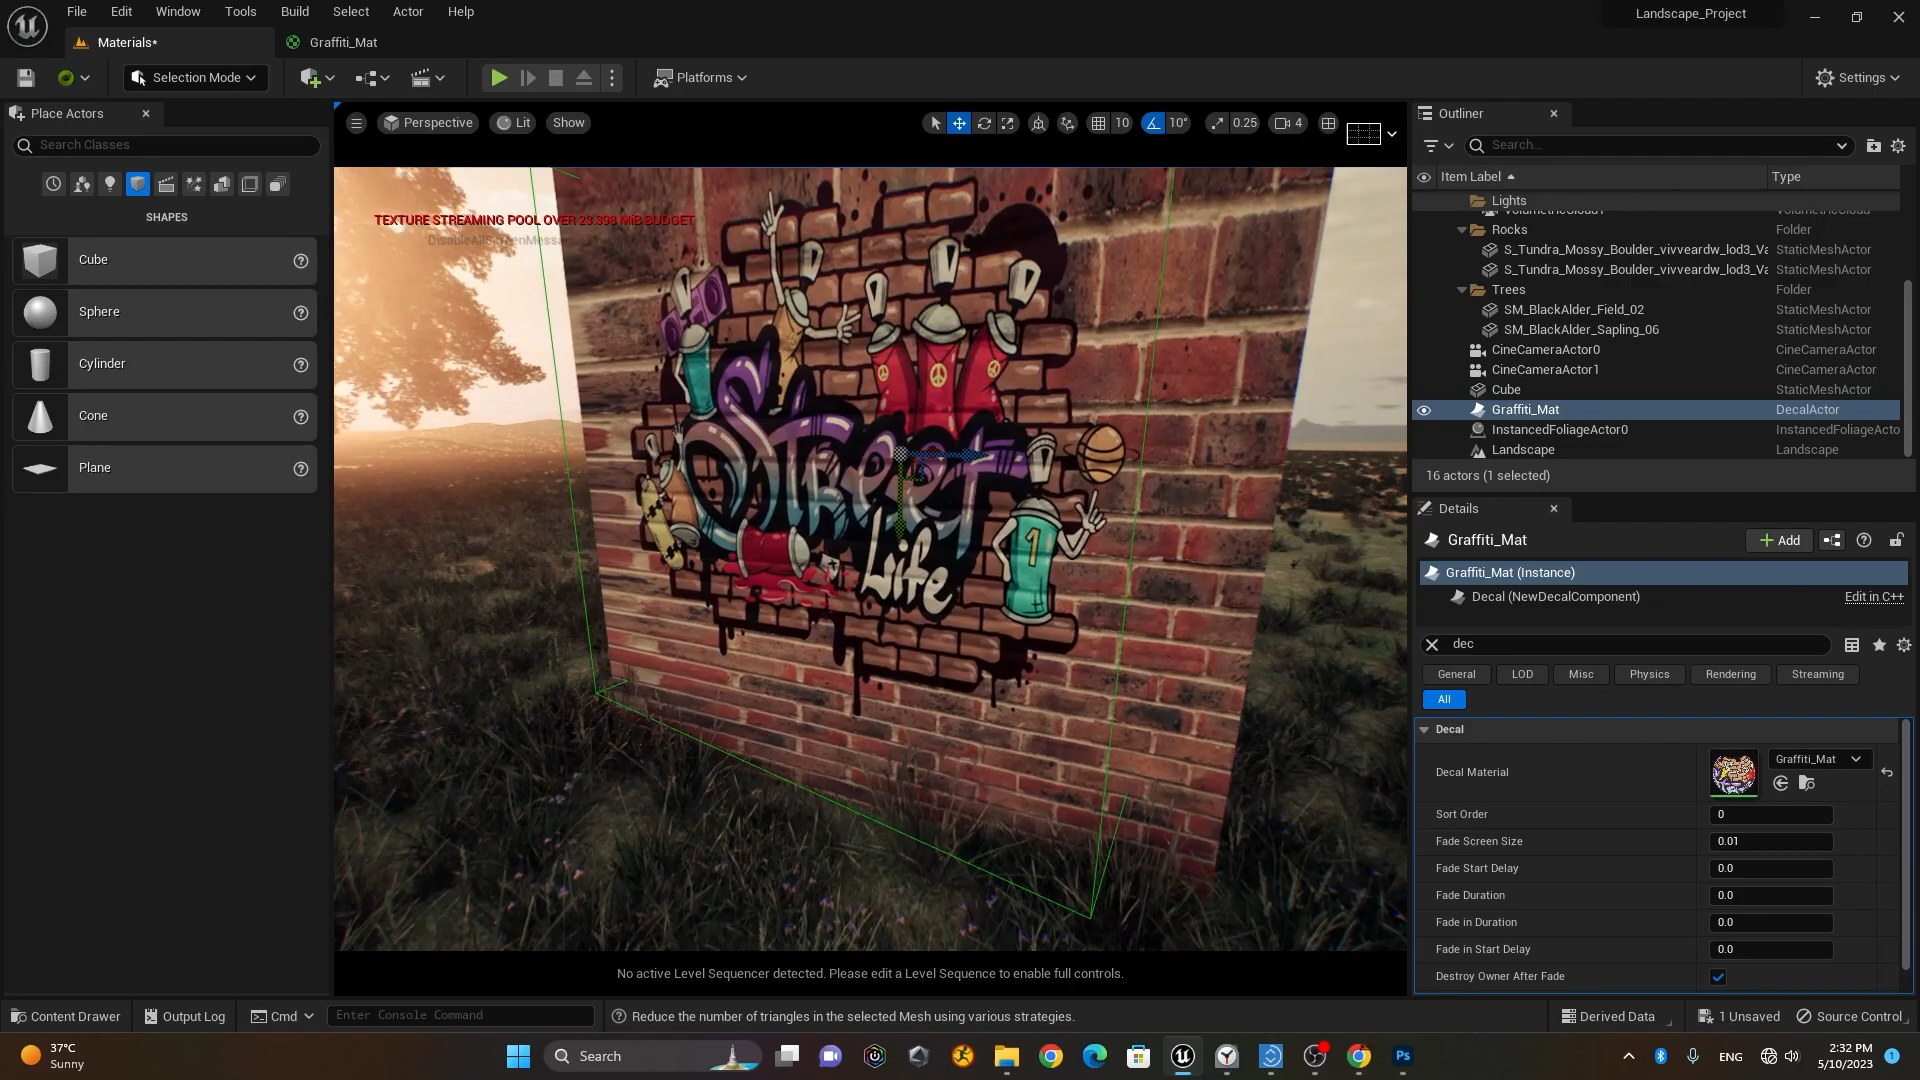 File Edit Window Tools Build Select Actor Help
Landscape_Project
Materials*
Graffiti_Mat
Selection Mode
Platforms
Settings
Place Actors
Search Classes
SHAPES
Cube
Sphere
Cylinder
Cone
Plane
Perspective
Lit
Show
10
10°
0.25
4
TEXTURE STREAMING POOL OVER 23.398 MiB BUDGET
STREET
Life
1
No active Level Sequencer detected. Please edit a Level Sequence to enable full controls.
Outliner
Search...
Item Label
Type
Lights
VolumetricCloud1 VolumetricCloud
Rocks Folder
S_Tundra_Mossy_Boulder_vivveardw_lod3_Va StaticMeshActor
S_Tundra_Mossy_Boulder_vivveardw_lod3_Va StaticMeshActor
Trees Folder
SM_BlackAlder_Field_02 StaticMeshActor
SM_BlackAlder_Sapling_06 StaticMeshActor
CineCameraActor0 CineCameraActor
CineCameraActor1 CineCameraActor
Cube StaticMeshActor
Graffiti_Mat DecalActor
InstancedFoliageActor0 InstancedFoliageActo
Landscape Landscape
16 actors (1 selected)
Details
Graffiti_Mat
Add
Graffiti_Mat (Instance)
Decal (NewDecalComponent)
Edit in C++
dec
General LOD Misc Physics Rendering Streaming
All
Decal
Decal Material
Graffiti_Mat
Sort Order 0
Fade Screen Size 0.01
Fade Start Delay 0.0
Fade Duration 0.0
Fade in Duration 0.0
Fade in Start Delay 0.0
Destroy Owner After Fade
Content Drawer
Output Log
Cmd
Enter Console Command
Reduce the number of triangles in the selected Mesh using various strategies.
Derived Data
1 Unsaved
Source Control
37°C
Sunny
Search
Ps
ENG
2:32 PM
5/10/2023
1